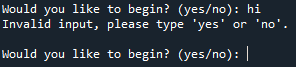 Would you like to begin? (yes/no): hi
Invalid input, please type 'yes' or 'no'.
Would you like to begin? (yes/no):